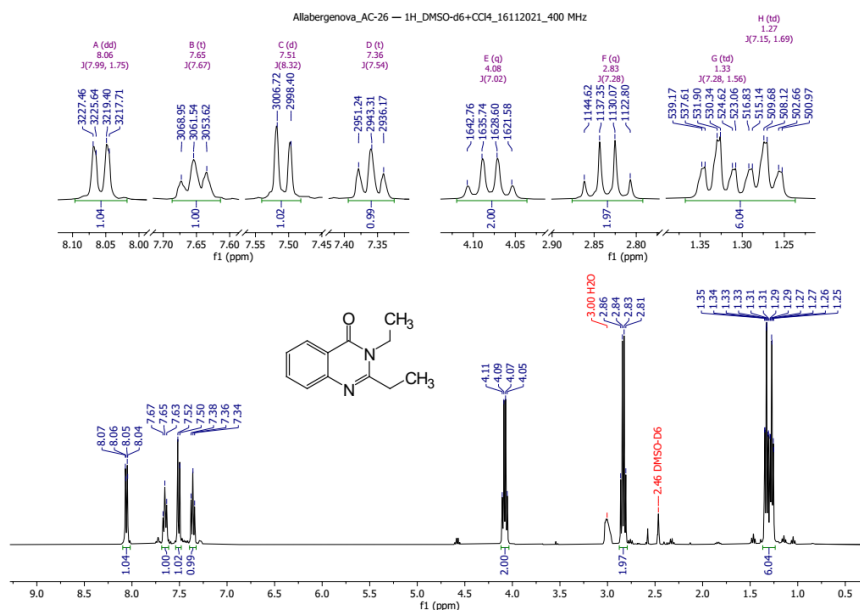 Allabergenova_AC-26 — 1H_DMSO-d6+CCl4_16112021_400 MHz
A (dd)
8.06
J(7.99, 1.75)
B (t)
7.65
J(7.67)
C (d)
7.51
J(8.32)
D (t)
7.36
J(7.54)
E (q)
4.08
J(7.02)
F (q)
2.83
J(7.28)
G (td)
1.33
J(7.28, 1.56)
H (td)
1.27
J(7.15, 1.69)
3227.46
3225.64
3219.40
3217.71
3068.95
3061.54
3053.62
3006.72
2998.40
2951.24
2943.31
2936.17
1642.76
1635.74
1628.60
1621.58
1144.62
1137.35
1130.07
1122.80
539.17
537.61
531.90
530.34
524.62
523.06
516.83
515.14
509.68
508.12
502.66
500.97
1.04
1.00
1.02
0.99
2.00
1.97
6.04
8.10 8.05 8.00 7.70 7.65 7.60 7.55 7.50 7.45 7.40 7.35
f1 (ppm)
4.10 4.05 2.90 2.85 2.80
f1 (ppm)
1.35 1.30 1.25
f1 (ppm)
8.07
8.06
8.05
8.04
7.67
7.65
7.63
7.52
7.50
7.38
7.36
7.34
4.11
4.09
4.07
4.05
3.00 H2O
2.86
2.84
2.83
2.81
2.46 DMSO-D6
1.35
1.34
1.33
1.33
1.31
1.31
1.29
1.29
1.27
1.27
1.26
1.25
O
CH3
N
N
CH3
1.04
1.00
1.02
0.99
2.00
1.97
6.04
9.0 8.5 8.0 7.5 7.0 6.5 6.0 5.5 5.0 4.5 4.0 3.5 3.0 2.5 2.0 1.5 1.0 0.5
f1 (ppm)